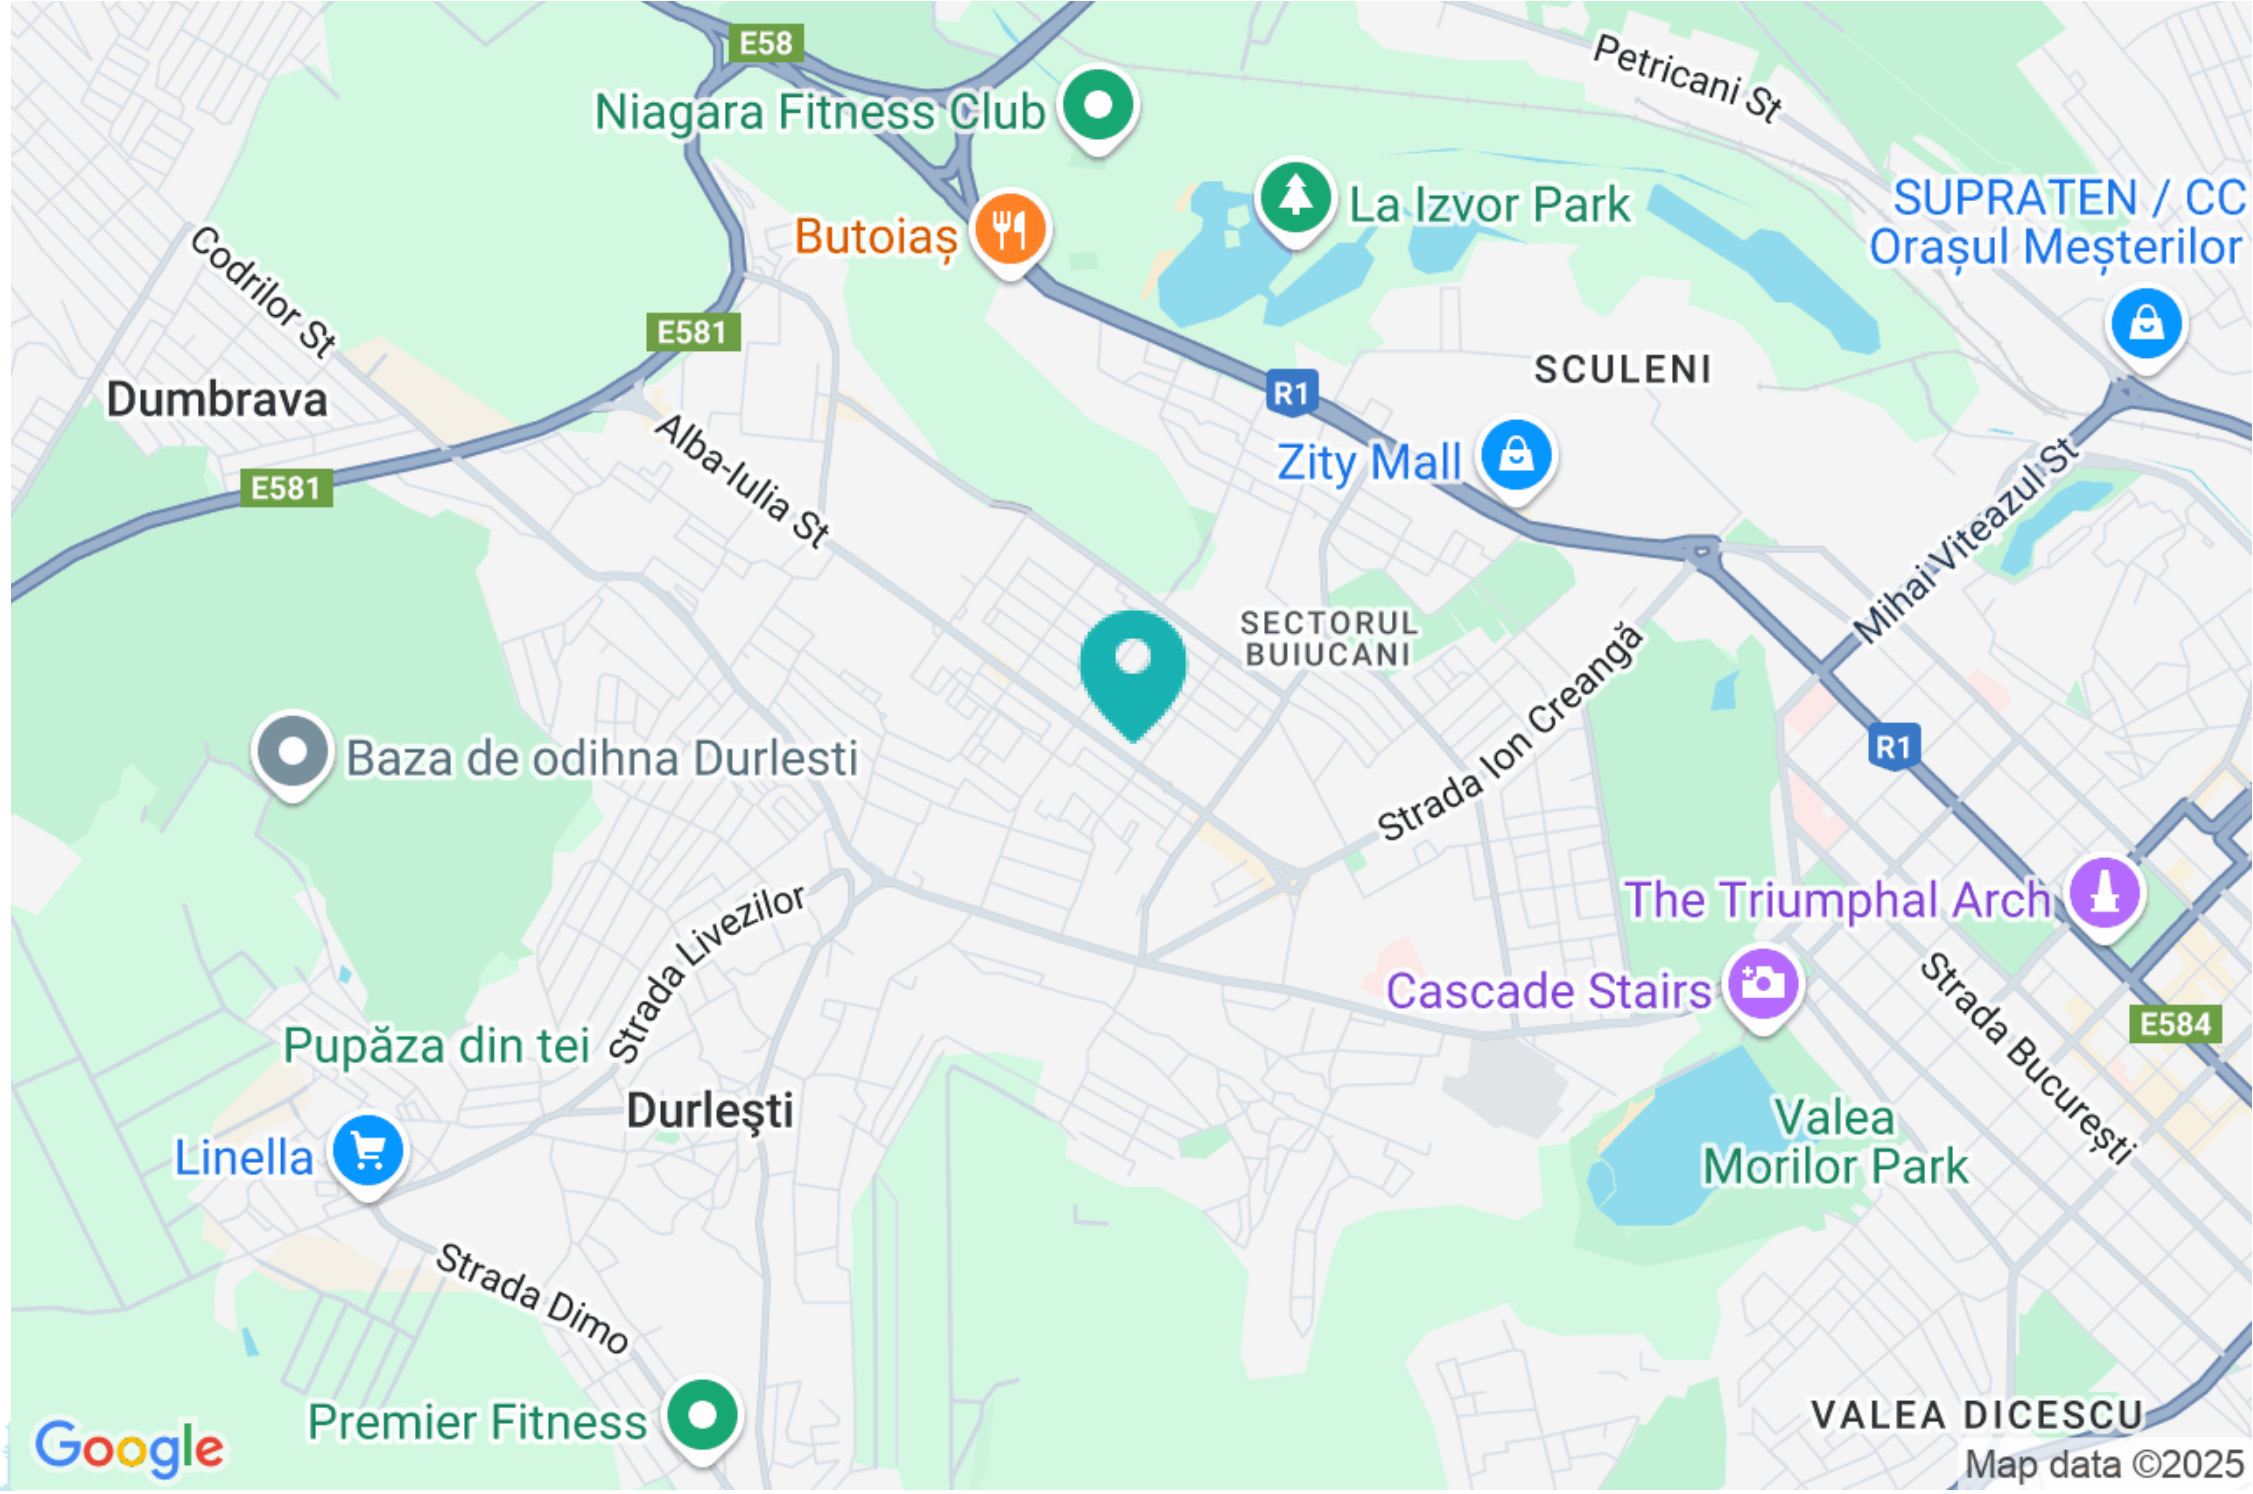 E58
Petricani St
Niagara Fitness Club
La Izvor Park
SUPRATEN / CC
Orașul Meșterilor
Butoiaș
Codrilor St
E581
SCULENI
Dumbrava
R1
Alba-Iulia St
Zity Mall
E581
Mihai Viteazul St
SECTORUL
BUIUCANI
Strada Ion Creangă
R1
Baza de odihna Durlesti
The Triumphal Arch
Strada Livezilor
Cascade Stairs
Strada București
E584
Pupăza din tei
Durleşti
Valea
Morilor Park
Linella
Strada Dimo
Premier Fitness
VALEA DICESCU
Google
Map data ©2025